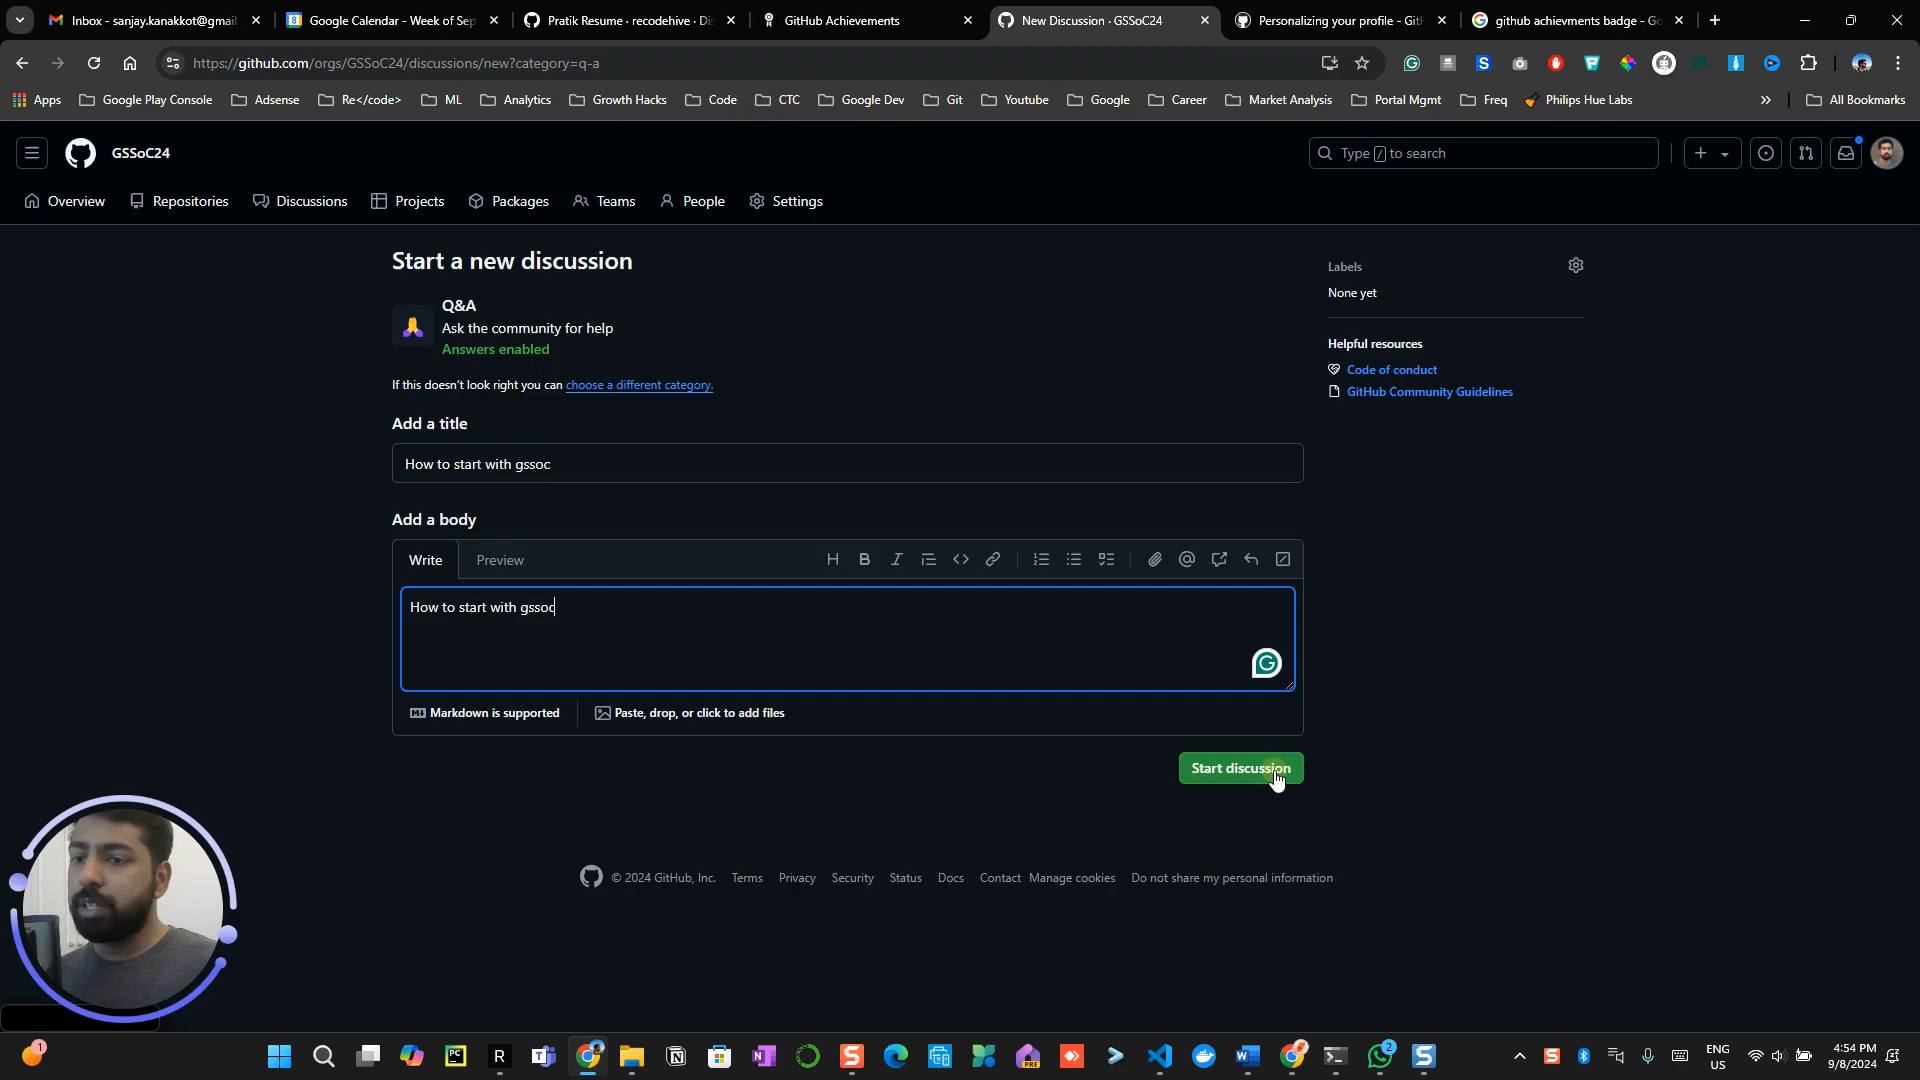 Inbox - sanjay.kanakkot@gmail
Google Calendar - Week of Sep
Pratik Resume · recodehive · Dis
GitHub Achievements
New Discussion · GSSoC24
Personalizing your profile - Gith
github achievments badge - Go
https://github.com/orgs/GSSoC24/discussions/new?category=q-a
Apps
Google Play Console
Adsense
Re</code>
ML
Analytics
Growth Hacks
Code
CTC
Google Dev
Git
Youtube
Google
Career
Market Analysis
Portal Mgmt
Freq
Philips Hue Labs
All Bookmarks
GSSoC24
Type / to search
Overview
Repositories
Discussions
Projects
Packages
Teams
People
Settings
Start a new discussion
Q&A
Ask the community for help
Answers enabled
If this doesn't look right you can choose a different category.
Add a title
How to start with gssoc
Add a body
Write
Preview
How to start with gssoc
Markdown is supported
Paste, drop, or click to add files
Start discussion
Labels
None yet
Helpful resources
Code of conduct
GitHub Community Guidelines
© 2024 GitHub, Inc.
Terms
Privacy
Security
Status
Docs
Contact
Manage cookies
Do not share my personal information
ENG
US
4:54 PM
9/8/2024